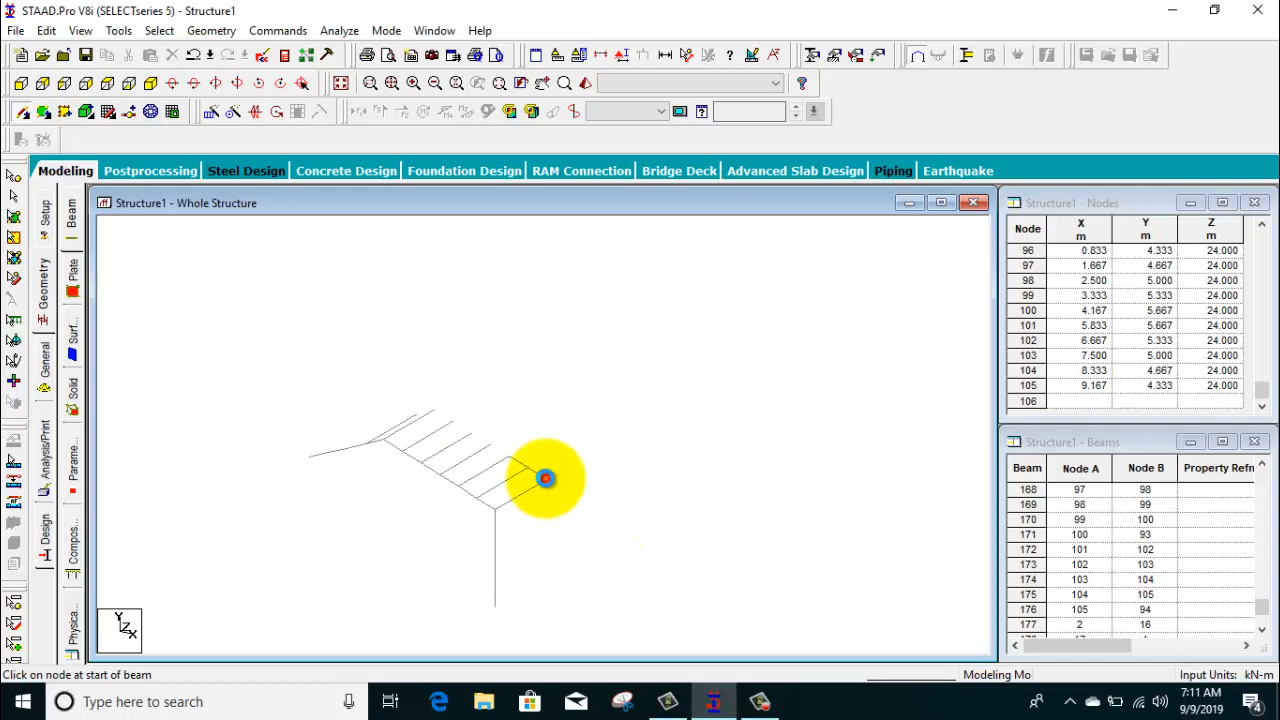 STAAD.Pro V8i (SELECTseries 5) - Structure1
File Edit View Tools Select Geometry Commands Analyze Mode Window Help
Modeling Postprocessing Steel Design Concrete Design Foundation Design RAM Connection Bridge Deck Advanced Slab Design Piping Earthquake
Setup
Geometry
General
Analysis/Print
Design
Beam
Plate
Surf...
Solid
Parame...
Compos...
Physica...
Structure1 - Whole Structure
Y
Z
X
Structure1 - Nodes
Node X m Y m Z m
96 0.833 4.333 24.000
97 1.667 4.667 24.000
98 2.500 5.000 24.000
99 3.333 5.333 24.000
100 4.167 5.667 24.000
101 5.833 5.667 24.000
102 6.667 5.333 24.000
103 7.500 5.000 24.000
104 8.333 4.667 24.000
105 9.167 4.333 24.000
106
Structure1 - Beams
Beam Node A Node B Property Refn
168 97 98
169 98 99
170 99 100
171 100 93
172 101 102
173 102 103
174 103 104
175 104 105
176 105 94
177 2 16
Click on node at start of beam
Modeling Mo
Input Units: kN-m
Type here to search
7:11 AM
9/9/2019
4